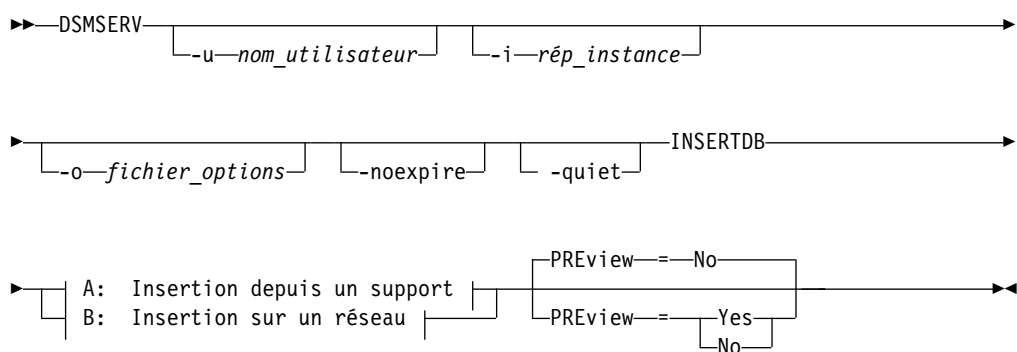 DSMSERV
-u nom_utilisateur -i rép_instance
-o fichier_options -noexpire -quiet INSERTDB
PREview = No
A: Insertion depuis un support
B: Insertion sur un réseau PREview = Yes
No